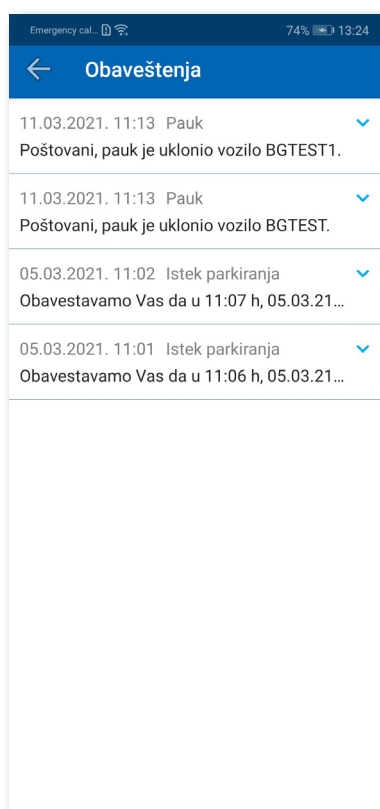 Emergency cal... 74% 13:24
Obaveštenja
11.03.2021. 11:13 Pauk
Poštovani, pauk je uklonio vozilo BGTEST1.
11.03.2021. 11:13 Pauk
Poštovani, pauk je uklonio vozilo BGTEST.
05.03.2021. 11:02 Istek parkiranja
Obavestavamo Vas da u 11:07 h, 05.03.21...
05.03.2021. 11:01 Istek parkiranja
Obavestavamo Vas da u 11:06 h, 05.03.21...